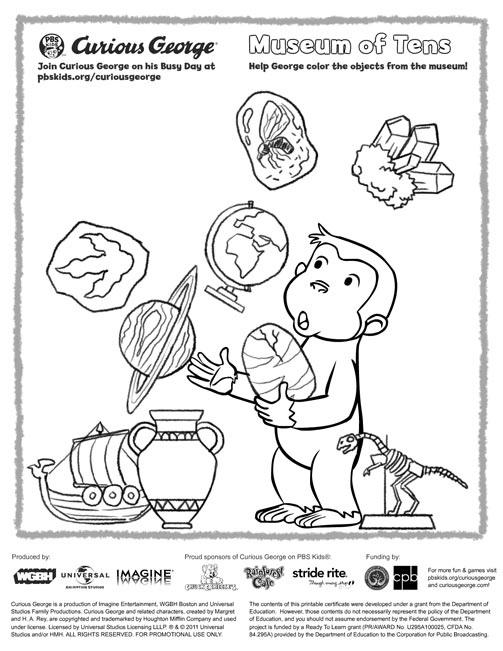 PBS KIDS Curious George®
Museum of Tens
Join Curious George on his Busy Day at
pbskids.org/curiousgeorge
Help George color the objects from the museum!
Produced by:
Proud sponsors of Curious George on PBS Kids®:
Funding by:
WGBH
UNIVERSAL
ANIMATION STUDIOS
IMAGINE
CHUCK E. CHEESE'S
Rainforest Cafe
stride rite.
cpb
For more fun & games visit
pbskids.org/curiousgeorge
and curiousgeorge.com!
Curious George is a production of Imagine Entertainment, WGBH Boston and Universal
Studios Family Productions. Curious George and related characters, created by Margret
and H. A. Rey, are copyrighted and trademarked by Houghton Mifflin Company and used
under license. Licensed by Universal Studios Licensing LLLP. ® & © 2011 Universal
Studios and/or HMH. ALL RIGHTS RESERVED. FOR PROMOTIONAL USE ONLY.
The contents of this printable certificate were developed under a grant from the Department of
Education. However, those contents do not necessarily represent the policy of the Department of
Education, and you should not assume endorsement by the Federal Government. The
project is funded by a Ready To Learn grant (PR/AWARD No. U295A100025, CFDA No.
84.295A) provided by the Department of Education to the Corporation for Public Broadcasting.